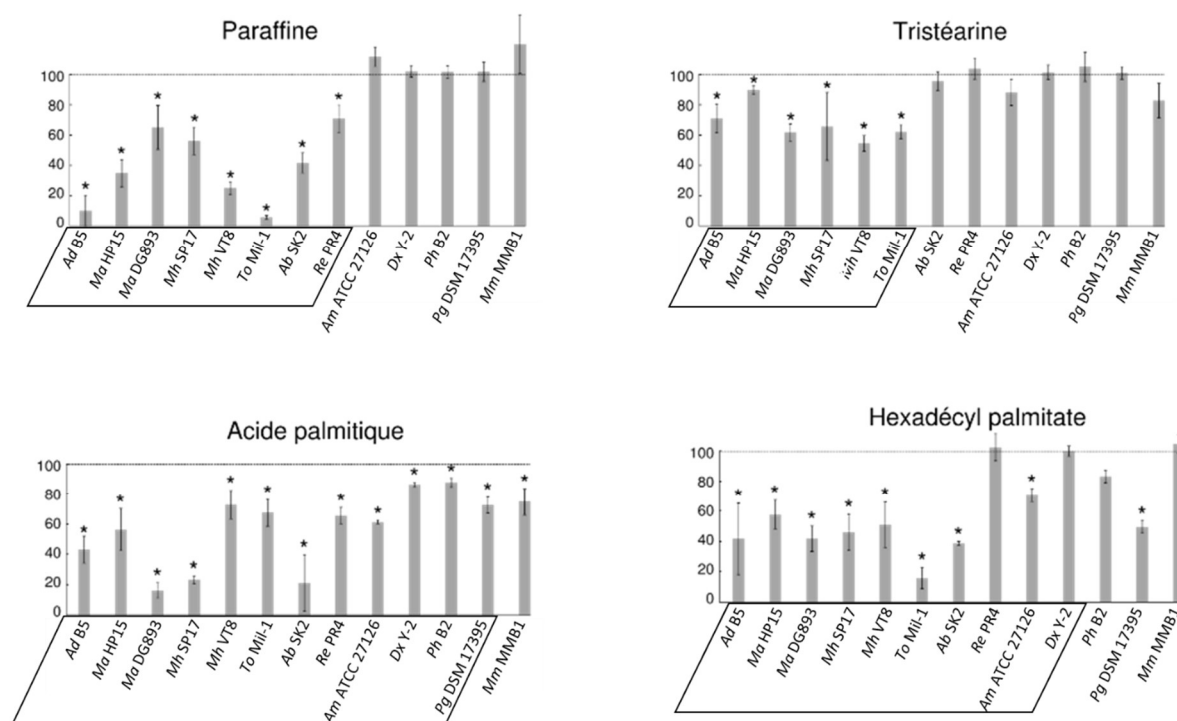 Paraffine
100
80
60
40
20
0
* * * * * * * *
Ad B5
Ma HP15
Ma DG893
Mh SP17
Mh VT8
To Mil-1
Ab SK2
Re PR4
Am ATCC 27126
Dx Y-2
Ph B2
Pg DSM 17395
Mm MMB1
Tristéarine
100
80
60
40
20
0
* * * * * *
Ad B5
Ma HP15
Ma DG893
Mh SP17
VT8
To Mil-1
Ab SK2
Re PR4
Am ATCC 27126
Dx Y-2
Ph B2
Pg DSM 17395
Mm MMB1
Acide palmitique
100
80
60
40
20
0
* * * * * * * * * * * * *
Ad B5
Ma HP15
Ma DG893
Mh SP17
Mh VT8
To Mil-1
Ab SK2
Re PR4
Am ATCC 27126
Dx Y-2
Ph B2
Pg DSM 17395
Mm MMB1
Hexadécyl palmitate
100
80
60
40
20
0
* * * * * * * * *
Ad B5
Ma HP15
Ma DG893
Mh SP17
Mh VT8
To Mil-1
Ab SK2
Re PR4
Am ATCC 27126
Dx Y-2
Ph B2
Pg DSM 17395
Mm MMB1